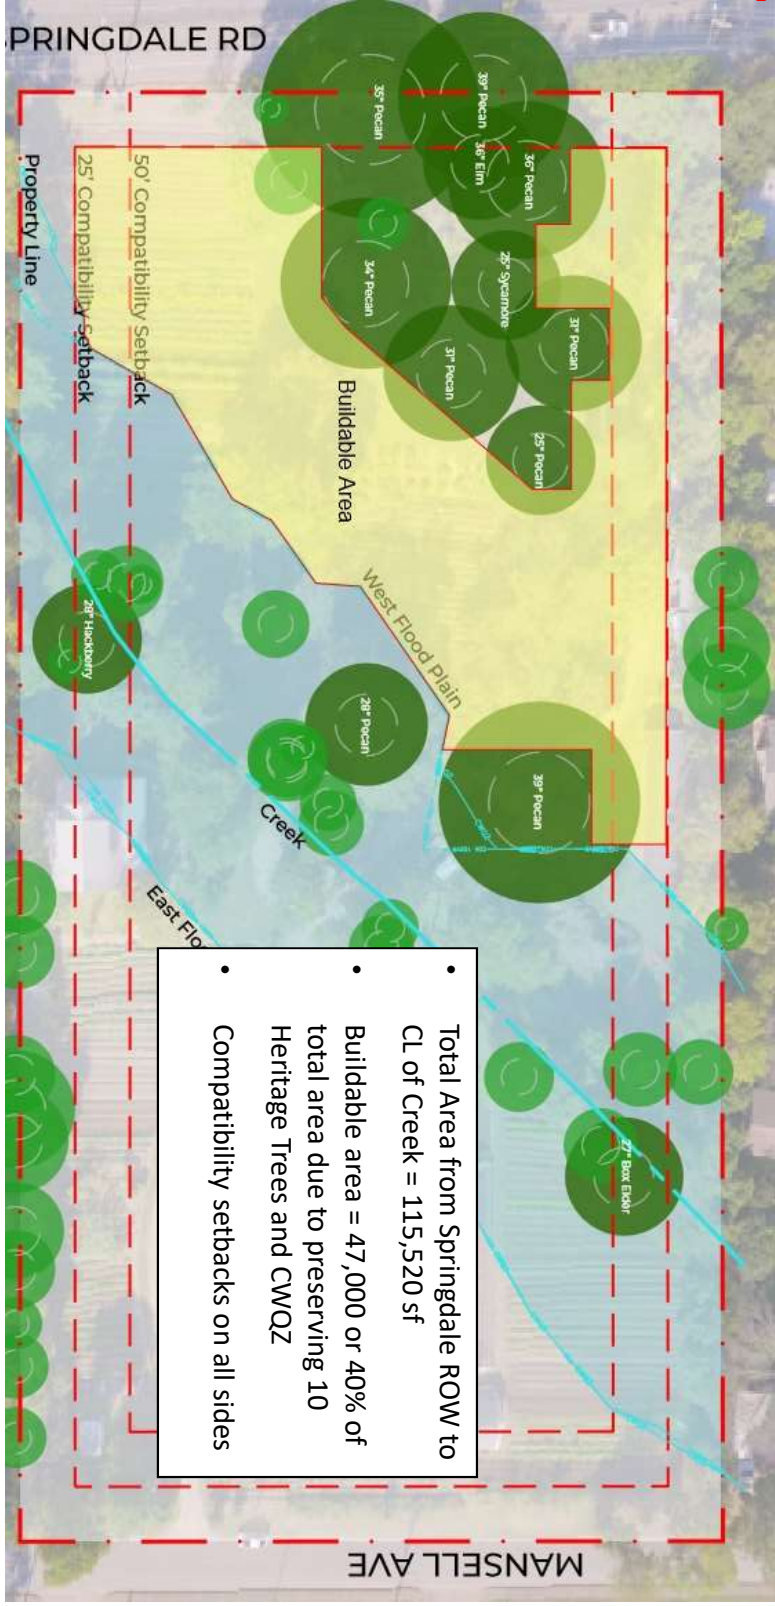 SPRINGDALE RD
39" Pecan
35" Pecan
36" Elm
36" Pecan
Property Line
25' Compatibility Setback
50' Compatibility Setback
34" Pecan
25" Sycamore
31" Pecan
31" Pecan
25" Pecan
Buildable Area
West Flood Plain
28" Hackberry
28" Pecan
39" Pecan
Creek
CWQZ
East Floo
27" Box Elder
• Total Area from Springdale ROW to
CL of Creek = 115,520 sf
• Buildable area = 47,000 or 40% of
total area due to preserving 10
Heritage Trees and CWQZ
• Compatibility setbacks on all sides
MANSELL AVE